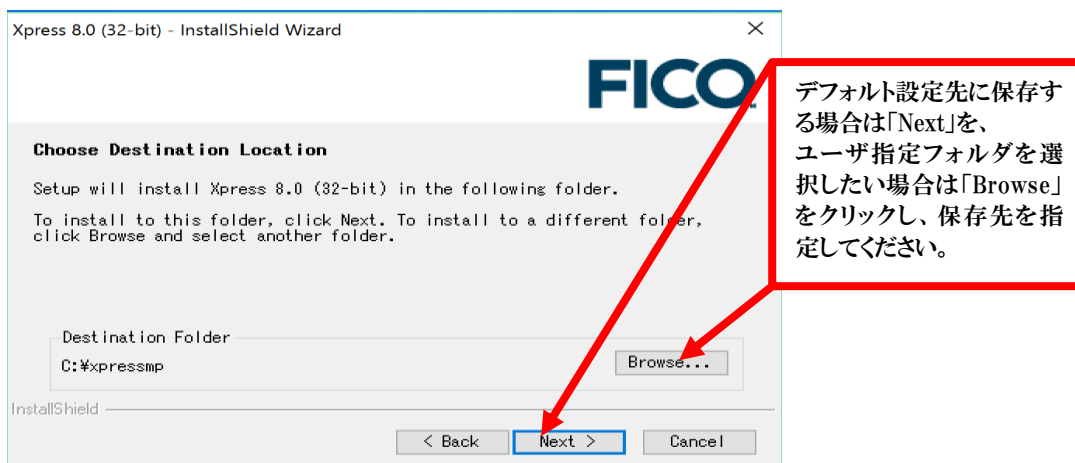 Xpress 8.0 (32-bit) - InstallShield Wizard
FICO
Choose Destination Location
Setup will install Xpress 8.0 (32-bit) in the following folder.
To install to this folder, click Next. To install to a different folder,
click Browse and select another folder.
Destination Folder
C:¥xpressmp
Browse...
InstallShield
< Back
Next >
Cancel
デフォルト設定先に保存す
る場合は「Next」を、
ユーザ指定フォルダを選
択したい場合は「Browse」
をクリックし、保存先を指
定してください。